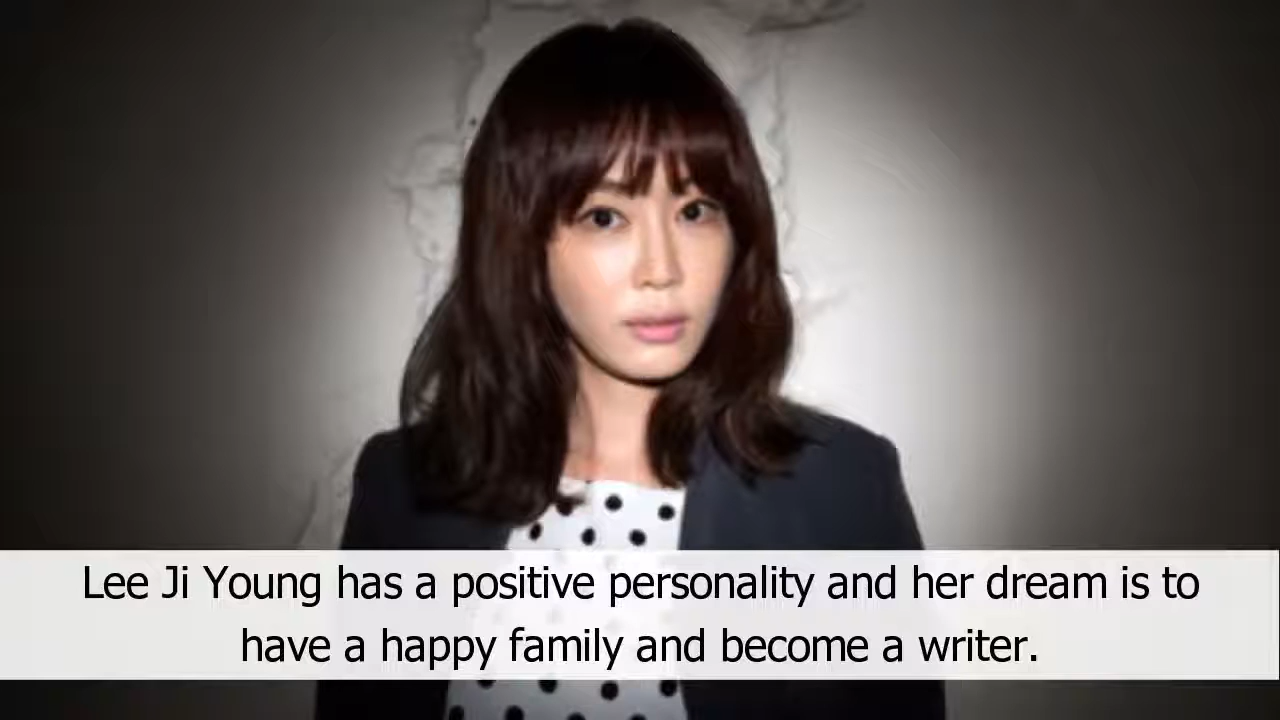 Lee Ji Young has a positive personality and her dream is to
have a happy family and become a writer.